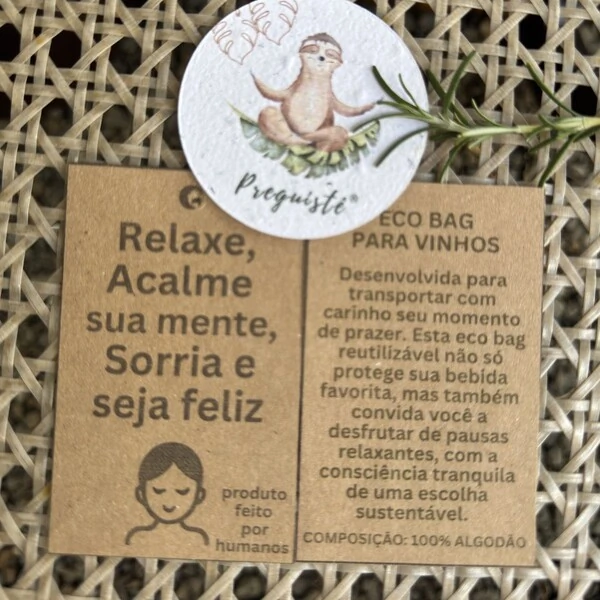 Preguisté®
Relaxe,
Acalme
sua mente,
Sorria e
seja feliz
produto
feito
por
humanos
ECO BAG
PARA VINHOS
Desenvolvida para
transportar com
carinho seu momento
de prazer. Esta eco bag
reutilizável não só
protege sua bebida
favorita, mas também
convida você a
desfrutar de pausas
relaxantes, com a
consciência tranquila
de uma escolha
sustentável.
COMPOSIÇÃO: 100% ALGODÃO